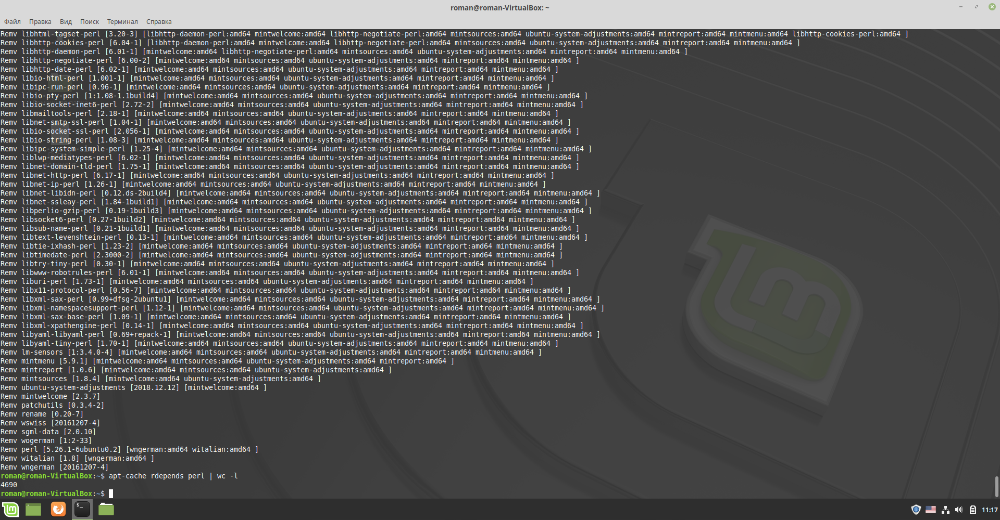 roman@roman-VirtualBox: ~
Файл Правка Вид Поиск Терминал Справка
Remv libhtml-tagset-perl [3.20-3] [libhttp-daemon-perl:amd64 mintwelcome:amd64 libhttp-negotiate-perl:amd64 mintsources:amd64 ubuntu-system-adjustments:amd64 mintreport:amd64 mintmenu:amd64 libhttp-cookies-perl:amd64 ]
Remv libhttp-cookies-perl [6.04-1] [libhttp-daemon-perl:amd64 mintwelcome:amd64 libhttp-negotiate-perl:amd64 mintsources:amd64 ubuntu-system-adjustments:amd64 mintreport:amd64 mintmenu:amd64 ]
Remv libhttp-daemon-perl [6.01-1] [mintwelcome:amd64 libhttp-negotiate-perl:amd64 mintsources:amd64 ubuntu-system-adjustments:amd64 mintreport:amd64 mintmenu:amd64 ]
Remv libhttp-negotiate-perl [6.00-2] [mintwelcome:amd64 mintsources:amd64 ubuntu-system-adjustments:amd64 mintreport:amd64 mintmenu:amd64 ]
Remv libhttp-date-perl [6.02-1] [mintwelcome:amd64 mintsources:amd64 ubuntu-system-adjustments:amd64 mintreport:amd64 mintmenu:amd64 ]
Remv libio-html-perl [1.001-1] [mintwelcome:amd64 mintsources:amd64 ubuntu-system-adjustments:amd64 mintreport:amd64 mintmenu:amd64 ]
Remv libipc-run-perl [0.96-1] [mintwelcome:amd64 mintsources:amd64 ubuntu-system-adjustments:amd64 mintreport:amd64 mintmenu:amd64 ]
Remv libio-pty-perl [1:1.08-1.1build4] [mintwelcome:amd64 mintsources:amd64 ubuntu-system-adjustments:amd64 mintreport:amd64 mintmenu:amd64 ]
Remv libio-socket-inet6-perl [2.72-2] [mintwelcome:amd64 mintsources:amd64 ubuntu-system-adjustments:amd64 mintreport:amd64 mintmenu:amd64 ]
Remv libmailtools-perl [2.18-1] [mintwelcome:amd64 mintsources:amd64 ubuntu-system-adjustments:amd64 mintreport:amd64 mintmenu:amd64 ]
Remv libnet-smtp-ssl-perl [1.04-1] [mintwelcome:amd64 mintsources:amd64 ubuntu-system-adjustments:amd64 mintreport:amd64 mintmenu:amd64 ]
Remv libio-socket-ssl-perl [2.056-1] [mintwelcome:amd64 mintsources:amd64 ubuntu-system-adjustments:amd64 mintreport:amd64 mintmenu:amd64 ]
Remv libio-string-perl [1.08-3] [mintwelcome:amd64 mintsources:amd64 ubuntu-system-adjustments:amd64 mintreport:amd64 mintmenu:amd64 ]
Remv libipc-system-simple-perl [1.25-4] [mintwelcome:amd64 mintsources:amd64 ubuntu-system-adjustments:amd64 mintreport:amd64 mintmenu:amd64 ]
Remv liblwp-mediatypes-perl [6.02-1] [mintwelcome:amd64 mintsources:amd64 ubuntu-system-adjustments:amd64 mintreport:amd64 mintmenu:amd64 ]
Remv libnet-domain-tld-perl [1.75-1] [mintwelcome:amd64 mintsources:amd64 ubuntu-system-adjustments:amd64 mintreport:amd64 mintmenu:amd64 ]
Remv libnet-http-perl [6.17-1] [mintwelcome:amd64 mintsources:amd64 ubuntu-system-adjustments:amd64 mintreport:amd64 mintmenu:amd64 ]
Remv libnet-ip-perl [1.26-1] [mintwelcome:amd64 mintsources:amd64 ubuntu-system-adjustments:amd64 mintreport:amd64 mintmenu:amd64 ]
Remv libnet-libidn-perl [0.12.ds-2build4] [mintwelcome:amd64 mintsources:amd64 ubuntu-system-adjustments:amd64 mintreport:amd64 mintmenu:amd64 ]
Remv libnet-ssleay-perl [1.84-1build1] [mintwelcome:amd64 mintsources:amd64 ubuntu-system-adjustments:amd64 mintreport:amd64 mintmenu:amd64 ]
Remv libperlio-gzip-perl [0.19-1build3] [mintwelcome:amd64 mintsources:amd64 ubuntu-system-adjustments:amd64 mintreport:amd64 mintmenu:amd64 ]
Remv libsocket6-perl [0.27-1build2] [mintwelcome:amd64 mintsources:amd64 ubuntu-system-adjustments:amd64 mintreport:amd64 mintmenu:amd64 ]
Remv libsub-name-perl [0.21-1build1] [mintwelcome:amd64 mintsources:amd64 ubuntu-system-adjustments:amd64 mintreport:amd64 mintmenu:amd64 ]
Remv libtext-levenshtein-perl [0.13-1] [mintwelcome:amd64 mintsources:amd64 ubuntu-system-adjustments:amd64 mintreport:amd64 mintmenu:amd64 ]
Remv libtie-ixhash-perl [1.23-2] [mintwelcome:amd64 mintsources:amd64 ubuntu-system-adjustments:amd64 mintreport:amd64 mintmenu:amd64 ]
Remv libtimedate-perl [2.3000-2] [mintwelcome:amd64 mintsources:amd64 ubuntu-system-adjustments:amd64 mintreport:amd64 mintmenu:amd64 ]
Remv libtry-tiny-perl [0.30-1] [mintwelcome:amd64 mintsources:amd64 ubuntu-system-adjustments:amd64 mintreport:amd64 mintmenu:amd64 ]
Remv libwww-robotrules-perl [6.01-1] [mintwelcome:amd64 mintsources:amd64 ubuntu-system-adjustments:amd64 mintreport:amd64 mintmenu:amd64 ]
Remv liburi-perl [1.73-1] [mintwelcome:amd64 mintsources:amd64 ubuntu-system-adjustments:amd64 mintreport:amd64 mintmenu:amd64 ]
Remv libx11-protocol-perl [0.56-7] [mintwelcome:amd64 mintsources:amd64 ubuntu-system-adjustments:amd64 mintreport:amd64 mintmenu:amd64 ]
Remv libxml-sax-perl [0.99+dfsg-2ubuntu1] [mintwelcome:amd64 mintsources:amd64 ubuntu-system-adjustments:amd64 mintreport:amd64 mintmenu:amd64 ]
Remv libxml-namespacesupport-perl [1.12-1] [mintwelcome:amd64 mintsources:amd64 ubuntu-system-adjustments:amd64 mintreport:amd64 mintmenu:amd64 ]
Remv libxml-sax-base-perl [1.09-1] [mintwelcome:amd64 mintsources:amd64 ubuntu-system-adjustments:amd64 mintreport:amd64 mintmenu:amd64 ]
Remv libxml-xpathengine-perl [0.14-1] [mintwelcome:amd64 mintsources:amd64 ubuntu-system-adjustments:amd64 mintreport:amd64 mintmenu:amd64 ]
Remv libyaml-libyaml-perl [0.69+repack-1] [mintwelcome:amd64 mintsources:amd64 ubuntu-system-adjustments:amd64 mintreport:amd64 mintmenu:amd64 ]
Remv libyaml-tiny-perl [1.70-1] [mintwelcome:amd64 mintsources:amd64 ubuntu-system-adjustments:amd64 mintreport:amd64 mintmenu:amd64 ]
Remv lm-sensors [1:3.4.0-4] [mintwelcome:amd64 mintsources:amd64 ubuntu-system-adjustments:amd64 mintreport:amd64 mintmenu:amd64 ]
Remv mintmenu [5.9.1] [mintwelcome:amd64 mintsources:amd64 ubuntu-system-adjustments:amd64 mintreport:amd64 ]
Remv mintreport [1.0.6] [mintwelcome:amd64 mintsources:amd64 ubuntu-system-adjustments:amd64 ]
Remv mintsources [1.8.4] [mintwelcome:amd64 ubuntu-system-adjustments:amd64 ]
Remv ubuntu-system-adjustments [2018.12.12] [mintwelcome:amd64 ]
Remv mintwelcome [2.3.7]
Remv patchutils [0.3.4-2]
Remv rename [0.20-7]
Remv wswiss [20161207-4]
Remv sgml-data [2.0.10]
Remv wogerman [1:2-33]
Remv perl [5.26.1-6ubuntu0.2] [wngerman:amd64 witalian:amd64 ]
Remv witalian [1.8] [wngerman:amd64 ]
Remv wngerman [20161207-4]
roman@roman-VirtualBox:~$ apt-cache rdepends perl | wc -l
4690
roman@roman-VirtualBox:~$
11:17